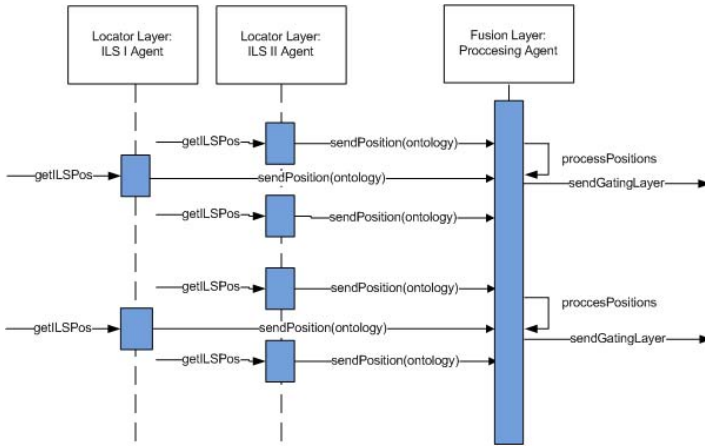 Locator Layer:
ILS I Agent
Locator Layer:
ILS II Agent
Fusion Layer:
Proccesing Agent
getILSPos
sendPosition(ontology)
processPositions
getILSPos
sendPosition(ontology)
sendGatingLayer
getILSPos
sendPosition(ontology)
getILSPos
sendPosition(ontology)
proccesPositions
getILSPos
sendPosition(ontology)
sendGatingLayer
getILSPos
sendPosition(ontology)